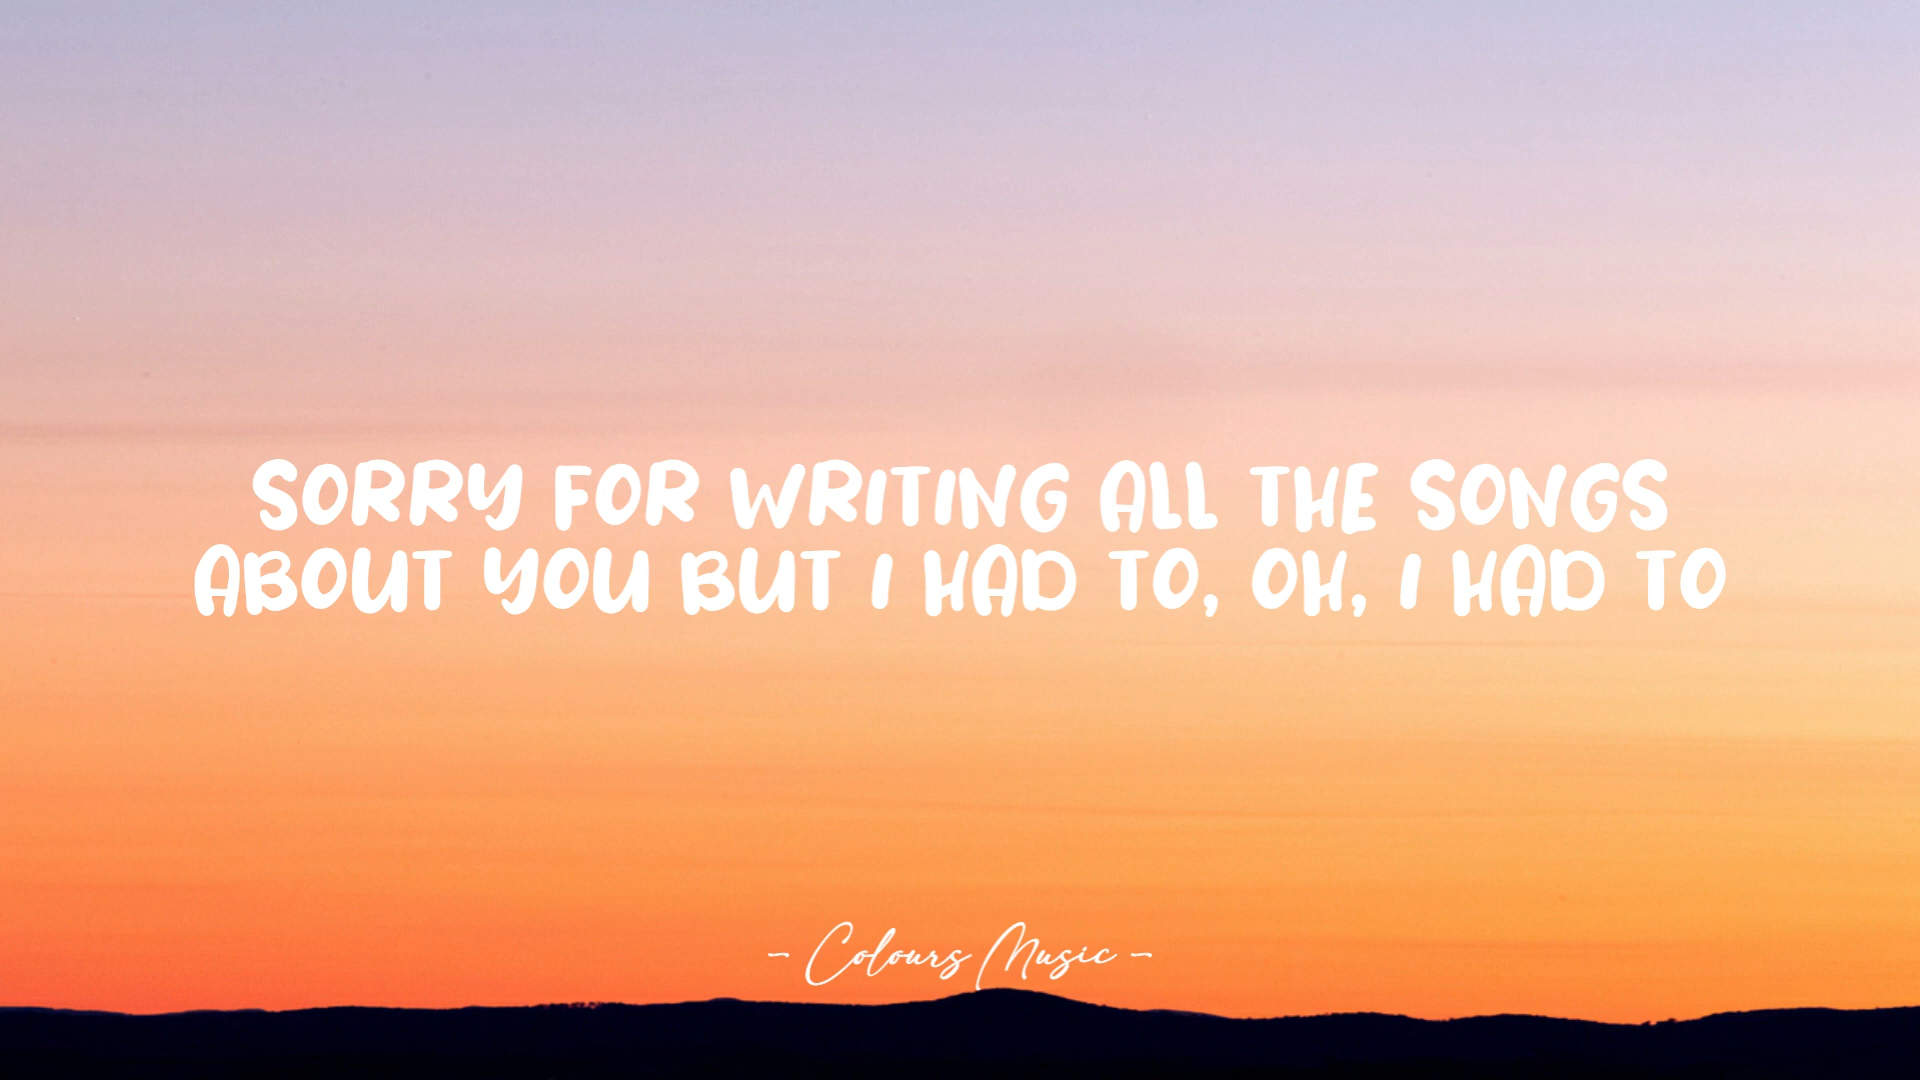 SORRY FOR WRITING ALL THE SONGS
ABOUT YOU BUT I HAD TO, OH, I HAD TO
- Colours Music -